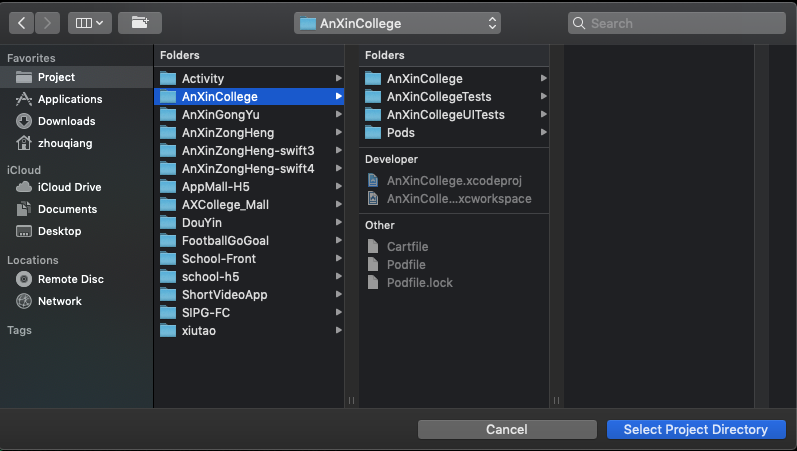 AnXinCollege
Search
Favorites
Project
Applications
Downloads
zhouqiang
iCloud
iCloud Drive
Documents
Desktop
Locations
Remote Disc
Network
Tags
Folders
Activity
AnXinCollege
AnXinGongYu
AnXinZongHeng
AnXinZongHeng-swift3
AnXinZongHeng-swift4
AppMall-H5
AXCollege_Mall
DouYin
FootballGoGoal
School-Front
school-h5
ShortVideoApp
SIPG-FC
xiutao
Folders
AnXinCollege
AnXinCollegeTests
AnXinCollegeUITests
Pods
Developer
AnXinCollege.xcodeproj
AnXinColle...xcworkspace
Other
Cartfile
Podfile
Podfile.lock
Cancel
Select Project Directory